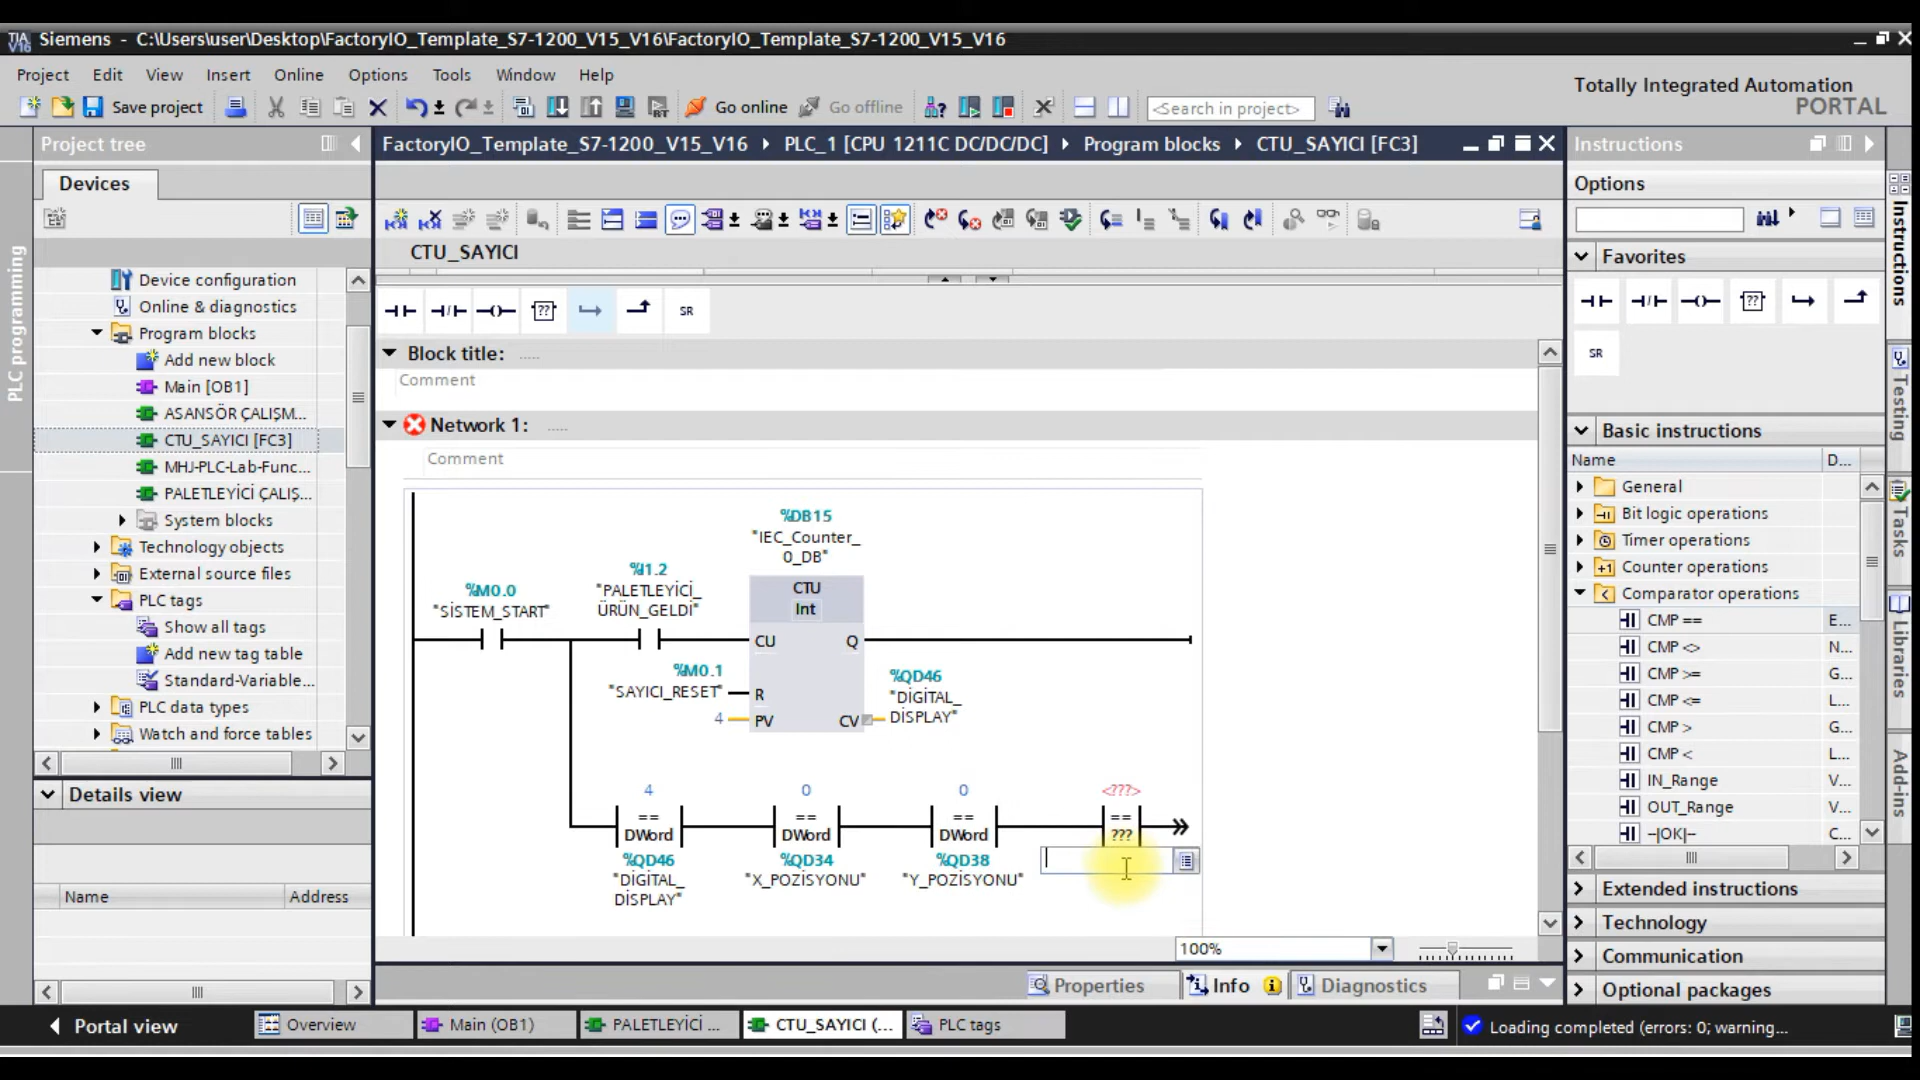 Siemens - C:\Users\user\Desktop\FactoryIO_Template_S7-1200_V15_V16\FactoryIO_Template_S7-1200_V15_V16
Project Edit View Insert Online Options Tools Window Help
Totally Integrated Automation
PORTAL
Save project
Go online
Go offline
<Search in project>
Project tree
FactoryIO_Template_S7-1200_V15_V16 PLC_1 [CPU 1211C DC/DC/DC] Program blocks CTU_SAYICI [FC3]
Instructions
Devices
Options
PLC programming
Device configuration
Online & diagnostics
Program blocks
Add new block
Main [OB1]
ASANSÖR ÇALIŞM...
CTU_SAYICI [FC3]
MHJ-PLC-Lab-Func...
PALETLEYİCİ ÇALIŞ...
System blocks
Technology objects
External source files
PLC tags
Show all tags
Add new tag table
Standard-Variable...
PLC data types
Watch and force tables
Details view
Name Address
CTU_SAYICI
SR
Block title: .....
Comment
Network 1: .....
Comment
%DB15
"IEC_Counter_
0_DB"
%M0.0
"SİSTEM_START"
%I1.2
"PALETLEYİCİ_
ÜRÜN_GELDİ"
CTU
Int
CU Q
%M0.1
"SAYICI_RESET" R
4 PV CV
%QD46
"DİGİTAL_
DİSPLAY"
4 0 0 <???>
== == == ==
DWord DWord DWord ???
%QD46 %QD34 %QD38
"DİGİTAL_ "X_POZİSYONU" "Y_POZİSYONU"
DİSPLAY"
100%
Properties Info Diagnostics
Favorites
SR
Basic instructions
Name D...
General
Bit logic operations
Timer operations
Counter operations
Comparator operations
CMP == E...
CMP <> N...
CMP >= G...
CMP <= L...
CMP > G...
CMP < L...
IN_Range V...
OUT_Range V...
–|OK|– C...
Extended instructions
Technology
Communication
Optional packages
Instructions
Testing
Tasks
Libraries
Add-ins
Portal view
Overview
Main (OB1)
PALETLEYİCİ ...
CTU_SAYICI (...
PLC tags
Loading completed (errors: 0; warning...